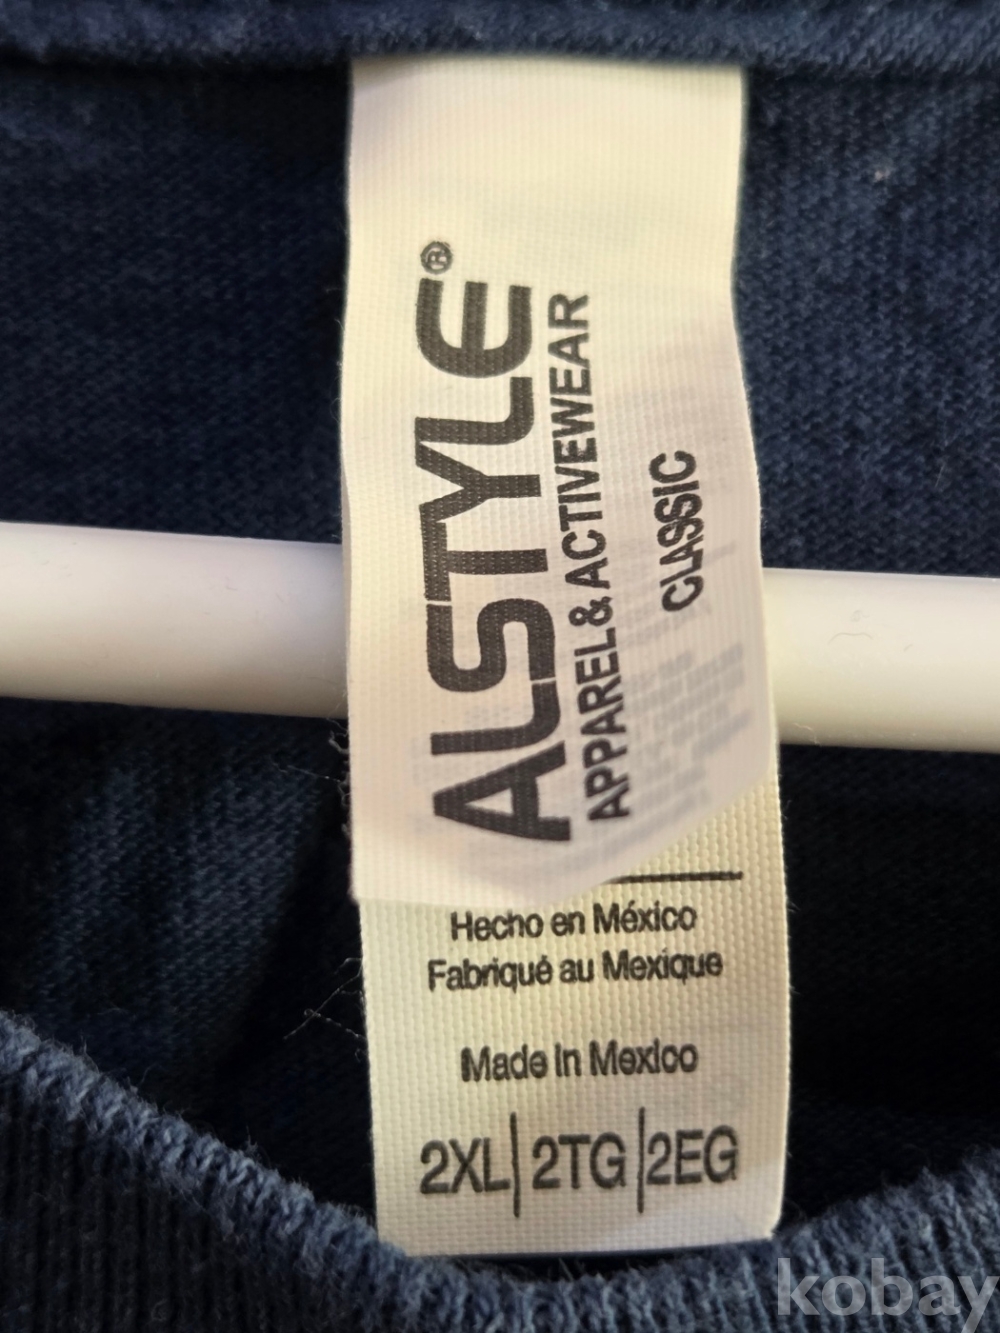 ALSTYLE®
APPAREL & ACTIVEWEAR
CLASSIC
Hecho en México
Fabriqué au Mexique
Made In Mexico
2XL | 2TG | 2EG
kobay